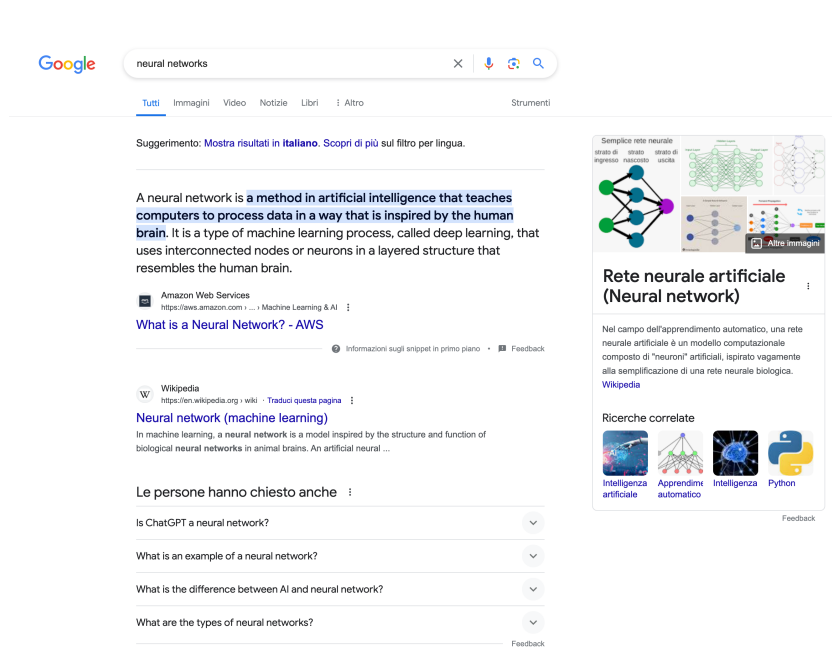 Google
neural networks
Tutti Immagini Video Notizie Libri Altro Strumenti
Suggerimento: Mostra risultati in italiano. Scopri di più sul filtro per lingua.
A neural network is a method in artificial intelligence that teaches
computers to process data in a way that is inspired by the human
brain. It is a type of machine learning process, called deep learning, that
uses interconnected nodes or neurons in a layered structure that
resembles the human brain.
Amazon Web Services
https://aws.amazon.com › ... › Machine Learning & AI
What is a Neural Network? - AWS
Informazioni sugli snippet in primo piano • Feedback
W
Wikipedia
https://en.wikipedia.org › wiki · Traduci questa pagina
Neural network (machine learning)
In machine learning, a neural network is a model inspired by the structure and function of
biological neural networks in animal brains. An artificial neural ...
Le persone hanno chiesto anche
Is ChatGPT a neural network?
What is an example of a neural network?
What is the difference between AI and neural network?
What are the types of neural networks?
Feedback
Semplice rete neurale
strato di strato strato di
ingresso nascosto uscita
Altre immagini
Rete neurale artificiale
(Neural network)
Nel campo dell'apprendimento automatico, una rete
neurale artificiale è un modello computazionale
composto di "neuroni" artificiali, ispirato vagamente
alla semplificazione di una rete neurale biologica.
Wikipedia
Ricerche correlate
AI
Intelligenza Apprendime Intelligenza Python
artificiale automatico
Feedback